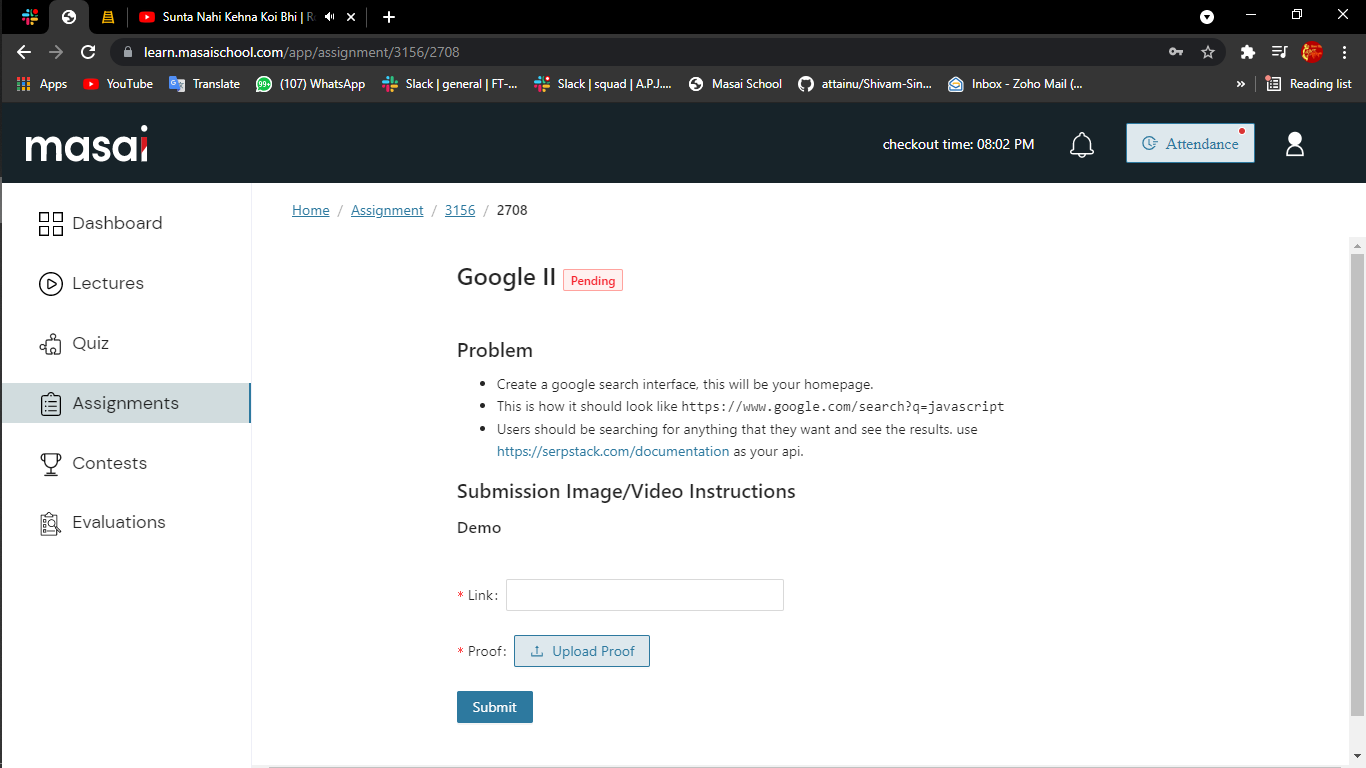 Sunta Nahi Kehna Koi Bhi | R
learn.masaischool.com/app/assignment/3156/2708
Apps YouTube Translate 99+ (107) WhatsApp Slack | general | FT-... Slack | squad | A.P.J.... Masai School attainu/Shivam-Sin... Inbox - Zoho Mail (... » Reading list
masai
checkout time: 08:02 PM
Attendance
Dashboard
Lectures
Quiz
Assignments
Contests
Evaluations
Home / Assignment / 3156 / 2708
Google II Pending
Problem
• Create a google search interface, this will be your homepage.
• This is how it should look like https://www.google.com/search?q=javascript
• Users should be searching for anything that they want and see the results. use
https://serpstack.com/documentation as your api.
Submission Image/Video Instructions
Demo
* Link:
* Proof: Upload Proof
Submit